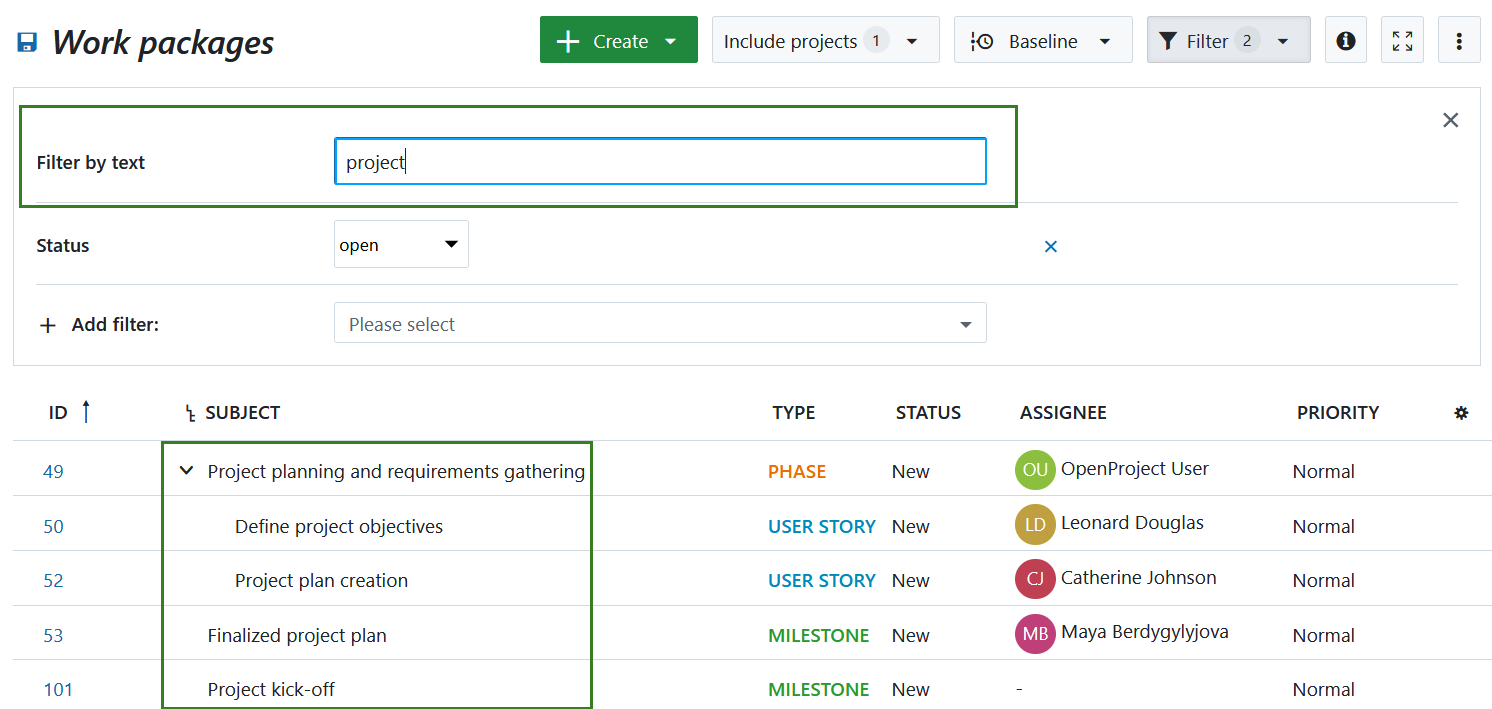 Work packages Create Include projects 1 Baseline Filter 2
Filter by text project
Status open
Add filter: Please select
ID SUBJECT TYPE STATUS ASSIGNEE PRIORITY
49 Project planning and requirements gathering PHASE New OU OpenProject User Normal
50 Define project objectives USER STORY New LD Leonard Douglas Normal
52 Project plan creation USER STORY New CJ Catherine Johnson Normal
53 Finalized project plan MILESTONE New MB Maya Berdygylyjova Normal
101 Project kick-off MILESTONE New - Normal